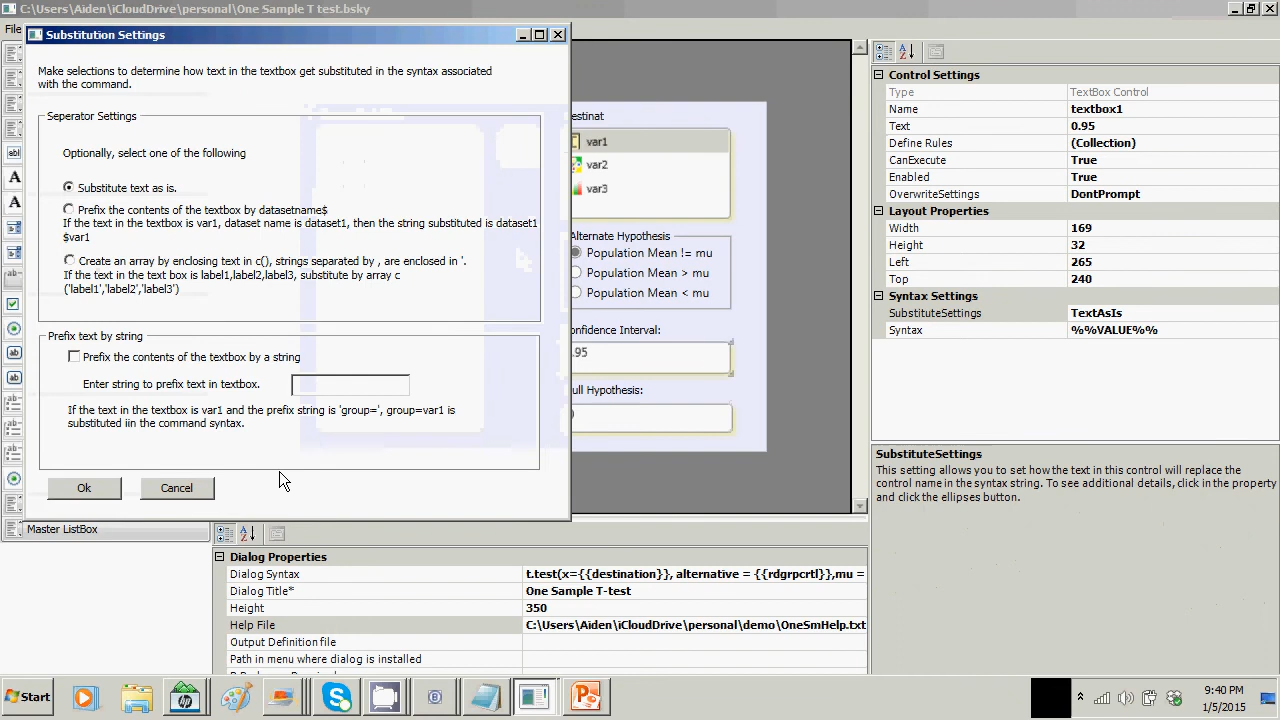 C:\Users\Aiden\iCloudDrive\personal\One Sample T test.bsky
File
Substitution Settings
Make selections to determing how text in the textbox get substituted in the syntax associated
with the command.
Seperator Settings
Optionally, select one of the following
Substitute text as is.
Prefix the contents of the textbox by datasetname$
If the text in the textbox is var1, dataset name is dataset1, then the string substituted is dataset1
$var1
Create an array by enclosing text in c(), strings separated by , are enclosed in '.
If the text in the text box is label1,label2,label3, substitute by array c
('label1','label2','label3')
Prefix text by string
Prefix the contents of the textbox by a string
Enter string to prefix text in textbox.
If the text in the textbox is var1 and the prefix string is 'group=', group=var1 is
substituted iin the command syntax.
Ok
Cancel
Master ListBox
estinat
var1
var2
var3
Alternate Hypothesis
Population Mean != mu
Population Mean > mu
Population Mean < mu
onfidence Interval:
.95
ull Hypothesis:
Control Settings
Type TextBox Control
Name textbox1
Text 0.95
Define Rules (Collection)
CanExecute True
Enabled True
OverwriteSettings DontPrompt
Layout Properties
Width 169
Height 32
Left 265
Top 240
Syntax Settings
SubstituteSettings TextAsIs
Syntax %%VALUE%%
SubstituteSettings
This setting allows you to set how the text in this control will replace the
control name in the syntax string. To see additional details, click in the property
and click the ellipses button.
Dialog Properties
Dialog Syntax t.test(x={{destination}}, alternative = {{rdgrpcrtl}},mu =
Dialog Title* One Sample T-test
Height 350
Help File C:\Users\Aiden\iCloudDrive\personal\demo\OneSmHelp.txt
Output Definition file
Path in menu where dialog is installed
Start
9:40 PM
1/5/2015